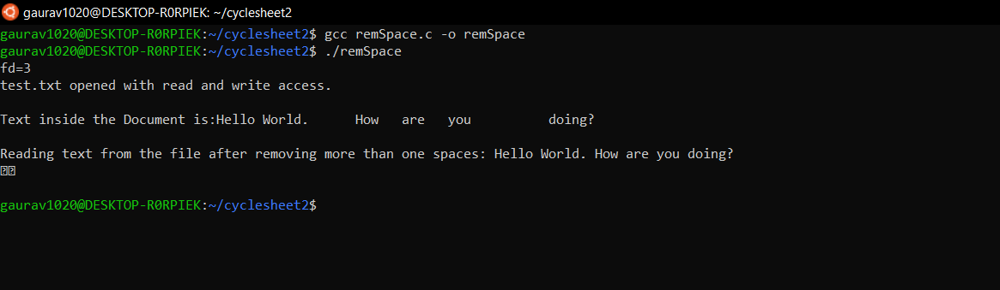 gaurav1020@DESKTOP-R0RPIEK: ~/cyclesheet2
gaurav1020@DESKTOP-R0RPIEK:~/cyclesheet2$ gcc remSpace.c -o remSpace
gaurav1020@DESKTOP-R0RPIEK:~/cyclesheet2$ ./remSpace
fd=3
test.txt opened with read and write access.
Text inside the Document is:Hello World.      How   are   you          doing?
Reading text from the file after removing more than one spaces: Hello World. How are you doing?
gaurav1020@DESKTOP-R0RPIEK:~/cyclesheet2$